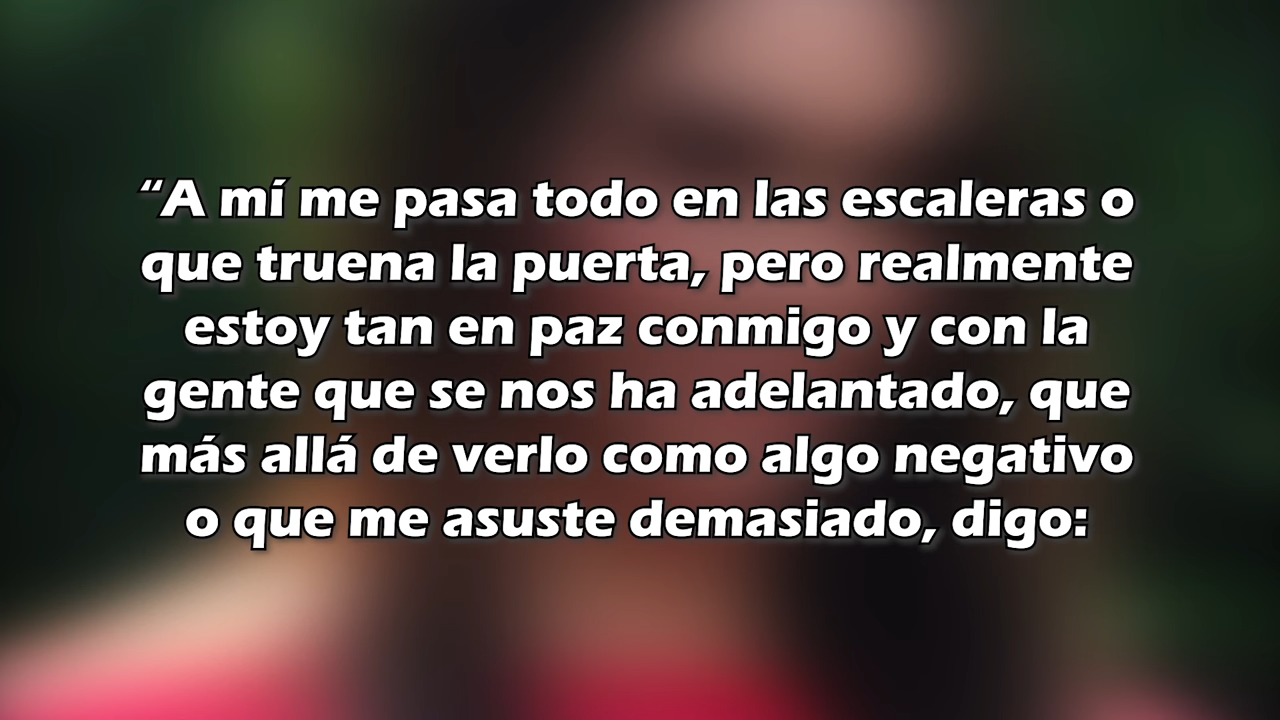 “A mí me pasa todo en las escaleras o
que truena la puerta, pero realmente
estoy tan en paz conmigo y con la
gente que se nos ha adelantado, que
más allá de verlo como algo negativo
o que me asuste demasiado, digo: